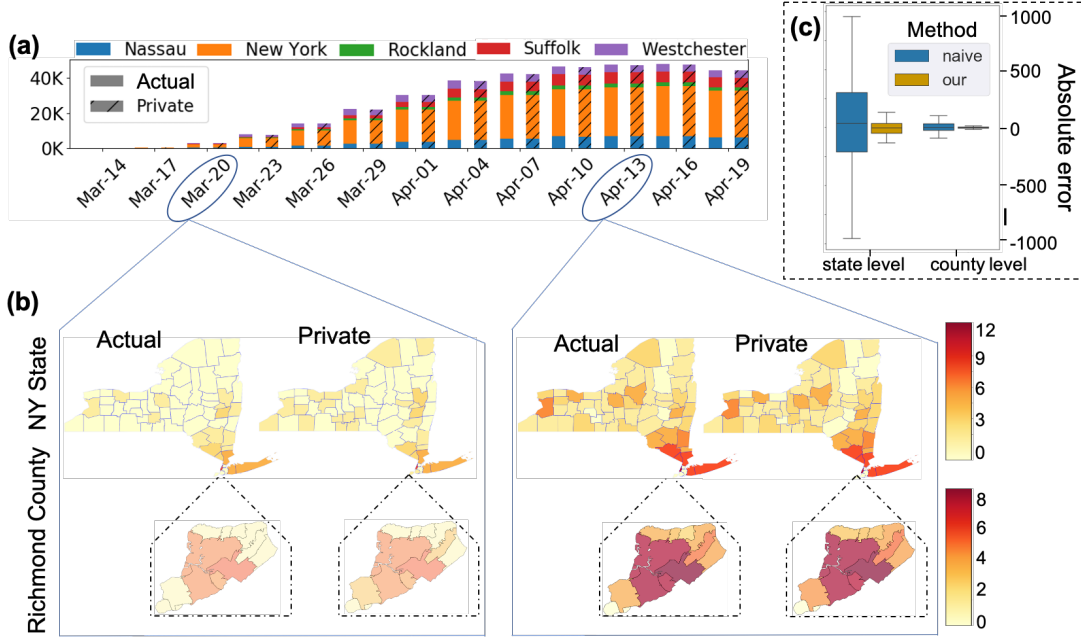 (a)
Nassau New York Rockland Suffolk Westchester
40K
20K
0K
Actual
Private
Mar-14 Mar-17 Mar-20 Mar-23 Mar-26 Mar-29 Apr-01 Apr-04 Apr-07 Apr-10 Apr-13 Apr-16 Apr-19
(c)
Method
naive
our
1000
500
0
-500
-1000
Absolute error
state level county level
(b)
NY State
Richmond County
Actual Private
Actual Private
12
9
6
3
0
8
6
4
2
0